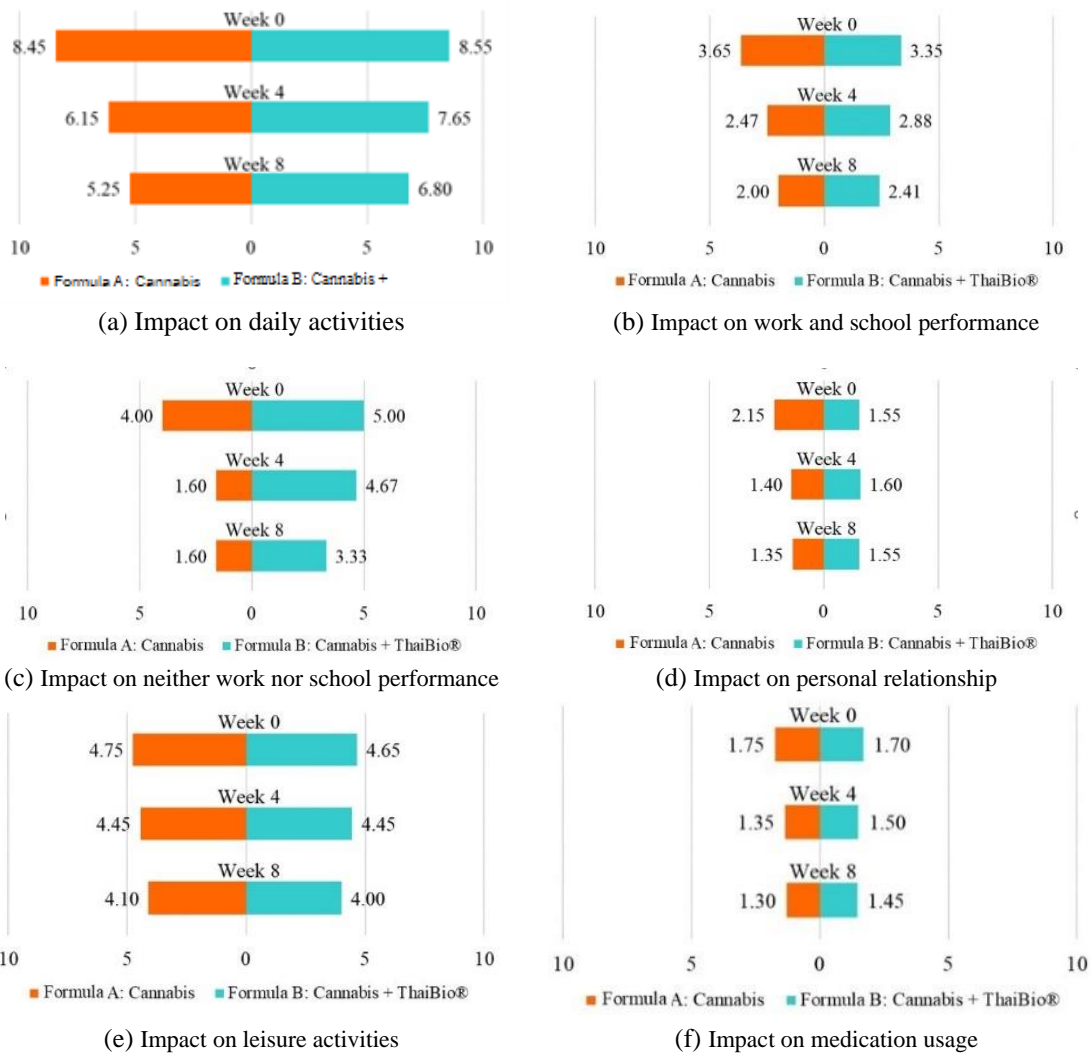 Week 0
8.45 8.55
Week 4
6.15 7.65
Week 8
5.25 6.80
10 5 0 5 10
Formula A: Cannabis Formula B: Cannabis +
(a) Impact on daily activities
Week 0
3.65 3.35
Week 4
2.47 2.88
Week 8
2.00 2.41
10 5 0 5 10
Formula A: Cannabis Formula B: Cannabis + ThaiBio®
(b) Impact on work and school performance
Week 0
4.00 5.00
Week 4
1.60 4.67
Week 8
1.60 3.33
10 5 0 5 10
Formula A: Cannabis Formula B: Cannabis + ThaiBio®
(c) Impact on neither work nor school performance
Week 0
2.15 1.55
Week 4
1.40 1.60
Week 8
1.35 1.55
10 5 0 5 10
Formula A: Cannabis Formula B: Cannabis + ThaiBio®
(d) Impact on personal relationship
Week 0
4.75 4.65
Week 4
4.45 4.45
Week 8
4.10 4.00
10 5 0 5 10
Formula A: Cannabis Formula B: Cannabis + ThaiBio®
(e) Impact on leisure activities
Week 0
1.75 1.70
Week 4
1.35 1.50
Week 8
1.30 1.45
10 5 0 5 10
Formula A: Cannabis Formula B: Cannabis + ThaiBio®
(f) Impact on medication usage